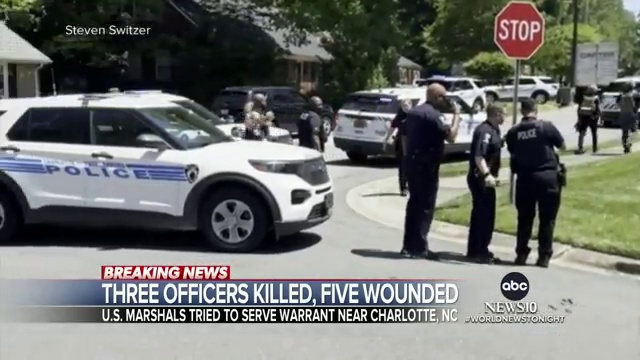 Steven Switzer
STOP
POLICE
POLICE
BREAKING NEWS
THREE OFFICERS KILLED, FIVE WOUNDED
U.S. MARSHALS TRIED TO SERVE WARRANT NEAR CHARLOTTE, NC
abc
NEWS10
#WORLDNEWSTONIGHT